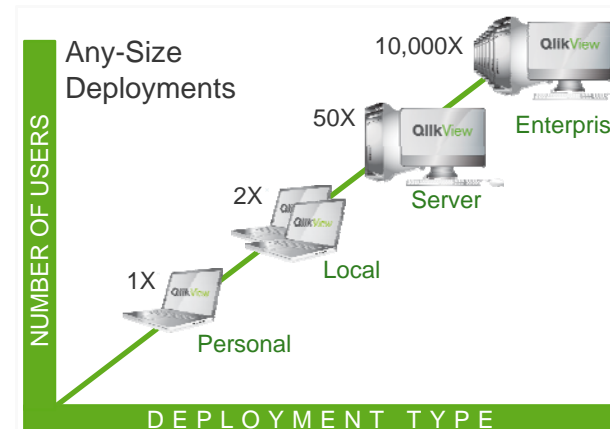 Any-Size
Deployments
10,000X
QlikView
Enterpris
50X
QlikView
Server
2X
QlikView
QlikView
Local
1X
QlikView
Personal
NUMBER OF USERS
DEPLOYMENT TYPE